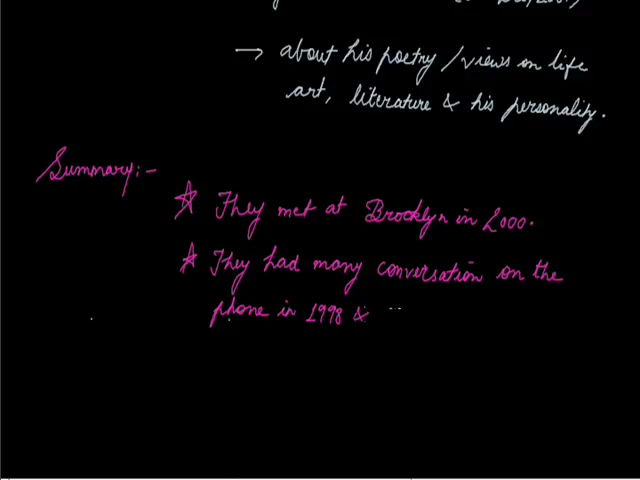 → about his poetry / views on life
art, literature & his personality.
Summary:-
☆ They met at Brooklyn in 2000.
☆ They had many conversation on the
phone in 1998 &